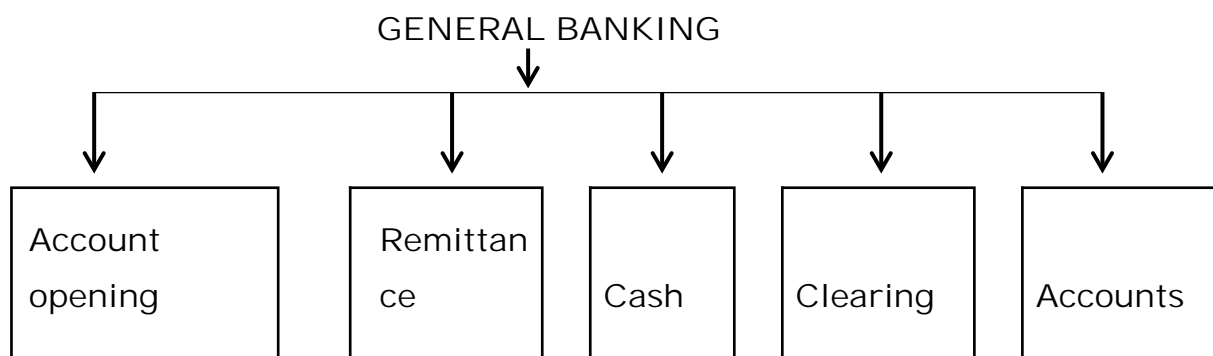 GENERAL BANKING
Account
opening
Remittan
ce
Cash
Clearing
Accounts